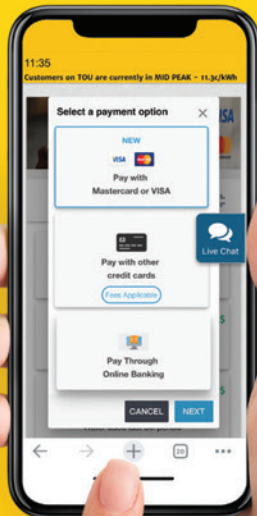 11:35
Customers on TOU are currently in MID PEAK - 11.3¢/kWh
Select a payment option
VISA
NEW
VISA
Pay with
Mastercard or VISA
Live Chat
Pay with other
credit cards
Fees Applicable
Pay Through
Online Banking
CANCEL
NEXT
20